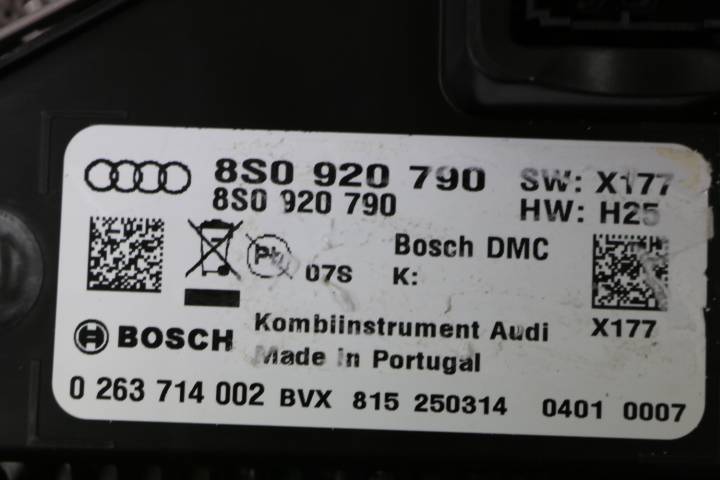 8S0 920 790 SW: X177
8S0 920 790 HW: H25
Pb 07S Bosch DMC
K:
BOSCH Kombiinstrument Audi X177
Made in Portugal
0 263 714 002 BVX 815 250314 0401 0007